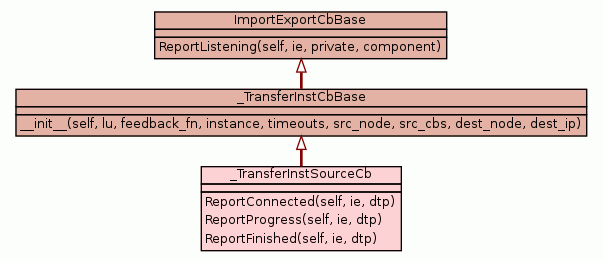 ImportExportCbBase
ReportListening(self, ie, private, component)
_TransferInstCbBase
__init__(self, lu, feedback_fn, instance, timeouts, src_node, src_cbs, dest_node, dest_ip)
_TransferInstSourceCb
ReportConnected(self, ie, dtp)
ReportProgress(self, ie, dtp)
ReportFinished(self, ie, dtp)